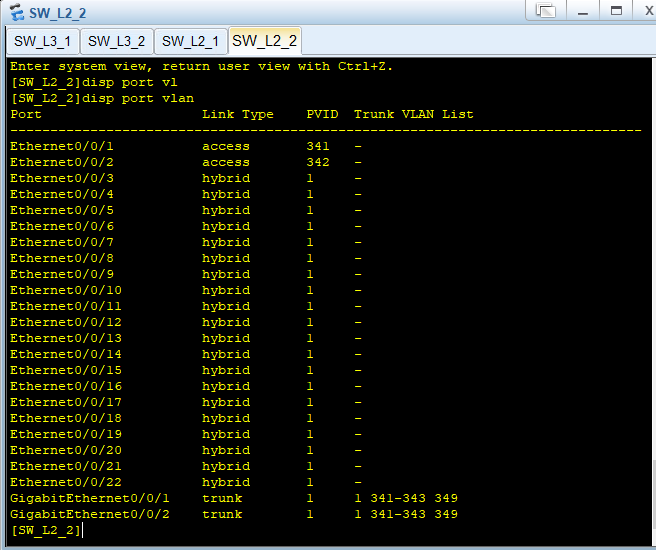 SW_L2_2
SW_L3_1 SW_L3_2 SW_L2_1 SW_L2_2
Enter system view, return user view with Ctrl+Z.
[SW_L2_2]disp port vl
[SW_L2_2]disp port vlan
Port                    Link Type    PVID  Trunk VLAN List
-------------------------------------------------------------------------------
Ethernet0/0/1           access       341   -
Ethernet0/0/2           access       342   -
Ethernet0/0/3           hybrid       1     -
Ethernet0/0/4           hybrid       1     -
Ethernet0/0/5           hybrid       1     -
Ethernet0/0/6           hybrid       1     -
Ethernet0/0/7           hybrid       1     -
Ethernet0/0/8           hybrid       1     -
Ethernet0/0/9           hybrid       1     -
Ethernet0/0/10          hybrid       1     -
Ethernet0/0/11          hybrid       1     -
Ethernet0/0/12          hybrid       1     -
Ethernet0/0/13          hybrid       1     -
Ethernet0/0/14          hybrid       1     -
Ethernet0/0/15          hybrid       1     -
Ethernet0/0/16          hybrid       1     -
Ethernet0/0/17          hybrid       1     -
Ethernet0/0/18          hybrid       1     -
Ethernet0/0/19          hybrid       1     -
Ethernet0/0/20          hybrid       1     -
Ethernet0/0/21          hybrid       1     -
Ethernet0/0/22          hybrid       1     -
GigabitEthernet0/0/1    trunk        1     1 341-343 349
GigabitEthernet0/0/2    trunk        1     1 341-343 349
[SW_L2_2]